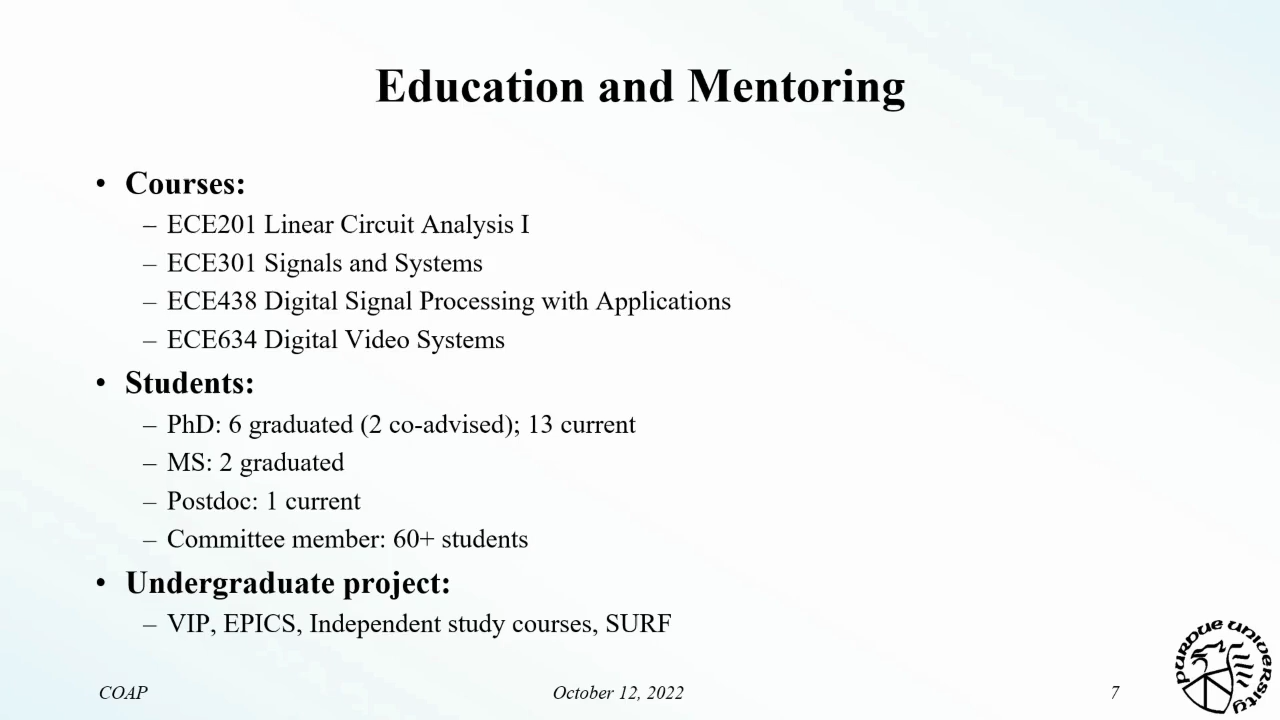 Education and Mentoring
• Courses:
– ECE201 Linear Circuit Analysis I
– ECE301 Signals and Systems
– ECE438 Digital Signal Processing with Applications
– ECE634 Digital Video Systems
• Students:
– PhD: 6 graduated (2 co-advised); 13 current
– MS: 2 graduated
– Postdoc: 1 current
– Committee member: 60+ students
• Undergraduate project:
– VIP, EPICS, Independent study courses, SURF
COAP October 12, 2022 7
PURDUE UNIVERSITY